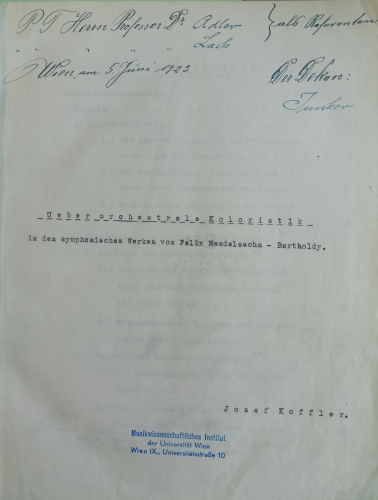 P. T. Herrn Professor Dr. Adler } als Referenten
" " " " Lach
Wien, am 5. Juni 1923. Der Dekan:
Junker
Ueber orchestrale Koloristik
in den symphonischen Werken von Felix Mendelssohn - Bartholdy.
Josef Koffler.
Musikwissenschaftliches Institut
der Universität Wien
Wien IX., Universitätsstraße 10